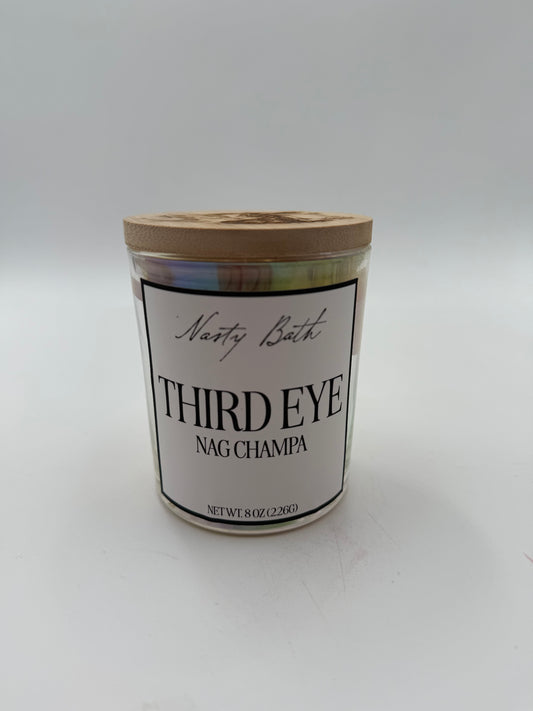 Nasty Bath
THIRD EYE
NAG CHAMPA
NET WT. 8 OZ (226G)